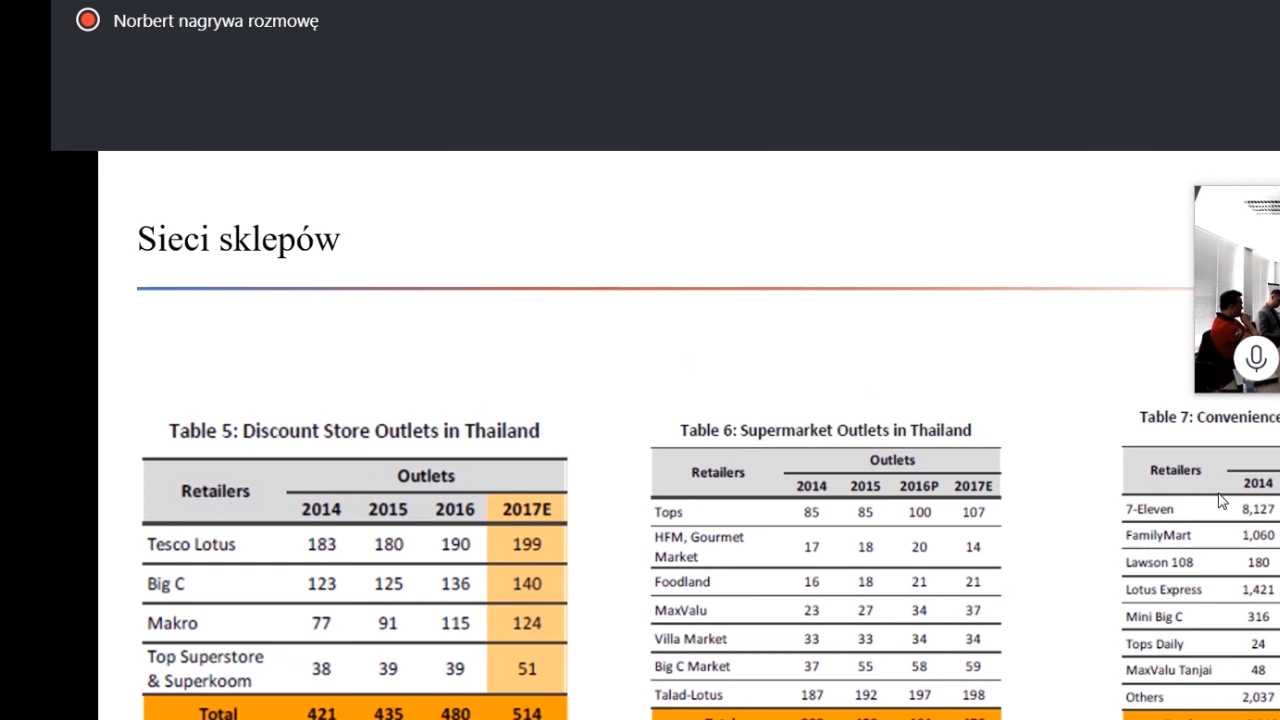 Norbert nagrywa rozmowę
Sieci sklepów
Table 5: Discount Store Outlets in Thailand
Retailers Outlets
2014 2015 2016 2017E
Tesco Lotus 183 180 190 199
Big C 123 125 136 140
Makro 77 91 115 124
Top Superstore
& Superkoom 38 39 39 51
Total 421 435 480 514
Table 6: Supermarket Outlets in Thailand
Retailers Outlets
2014 2015 2016P 2017E
Tops 85 85 100 107
HFM, Gourmet
Market 17 18 20 14
Foodland 16 18 21 21
MaxValu 23 27 34 37
Villa Market 33 33 34 34
Big C Market 37 55 58 59
Talad-Lotus 187 192 197 198
Table 7: Convenience
Retailers
2014
7-Eleven 8,127
FamilyMart 1,060
Lawson 108 180
Lotus Express 1,421
Mini Big C 316
Tops Daily 24
MaxValu Tanjai 48
Others 2,037